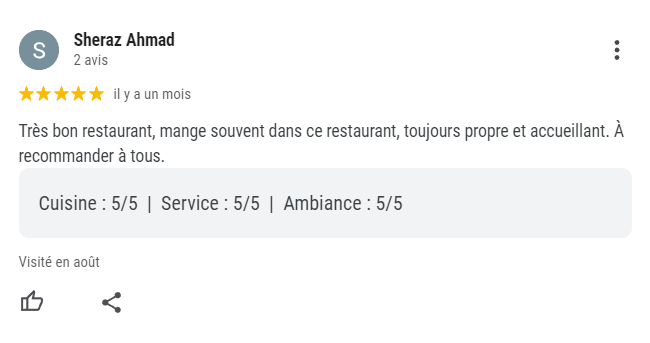 S
Sheraz Ahmad
2 avis
il y a un mois
Très bon restaurant, mange souvent dans ce restaurant, toujours propre et accueillant. À
recommander à tous.
Cuisine : 5/5 | Service : 5/5 | Ambiance : 5/5
Visité en août